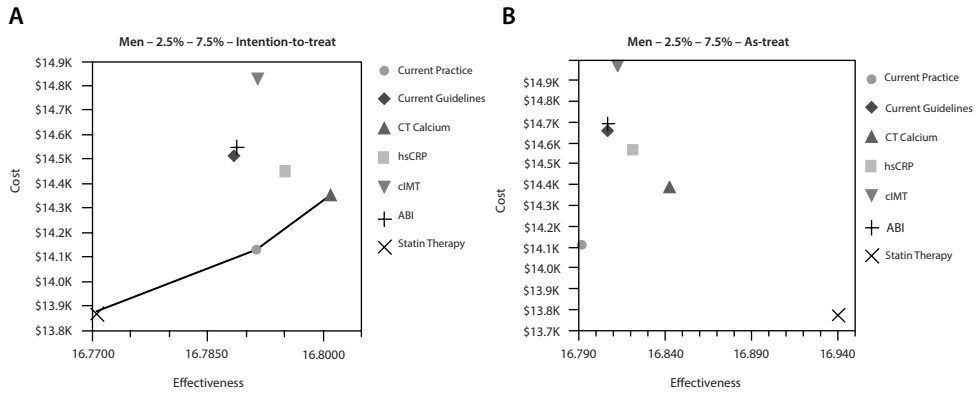 A
Men – 2.5% – 7.5% – Intention-to-treat
$14.9K
$14.8K
$14.7K
$14.6K
$14.5K
$14.4K
$14.3K
$14.2K
$14.1K
$14.0K
$13.9K
$13.8K
Cost
16.7700
16.7850
16.8000
Effectiveness
Current Practice
Current Guidelines
CT Calcium
hsCRP
cIMT
ABI
Statin Therapy
B
Men – 2.5% – 7.5% – As-treat
$14.9K
$14.8K
$14.7K
$14.6K
$14.5K
$14.4K
$14.3K
$14.2K
$14.1K
$14.0K
$13.9K
$13.8K
$13.7K
Cost
16.790
16.840
16.890
16.940
Effectiveness
Current Practice
Current Guidelines
CT Calcium
hsCRP
cIMT
ABI
Statin Therapy